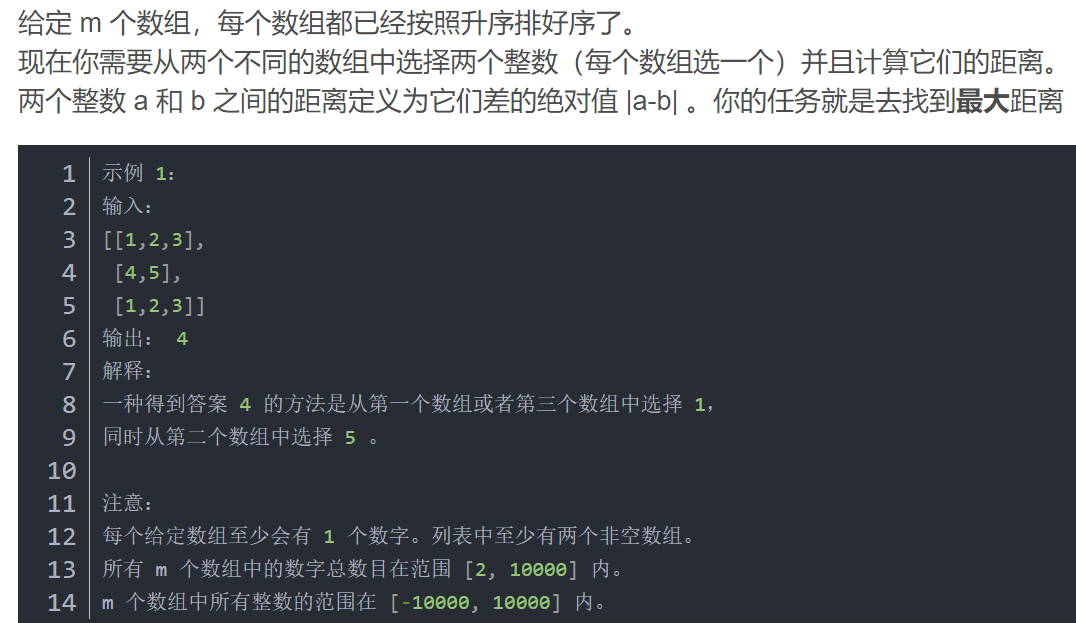 给定 m 个数组，每个数组都已经按照升序排好序了。
现在你需要从两个不同的数组中选择两个整数（每个数组选一个）并且计算它们的距离。
两个整数 a 和 b 之间的距离定义为它们差的绝对值 |a-b| 。你的任务就是去找到最大距离
1 示例 1：
2 输入：
3 [[1,2,3],
4  [4,5],
5  [1,2,3]]
6 输出： 4
7 解释：
8 一种得到答案 4 的方法是从第一个数组或者第三个数组中选择 1，
9 同时从第二个数组中选择 5 。
10
11 注意：
12 每个给定数组至少会有 1 个数字。列表中至少有两个非空数组。
13 所有 m 个数组中的数字总数目在范围 [2, 10000] 内。
14 m 个数组中所有整数的范围在 [-10000, 10000] 内。